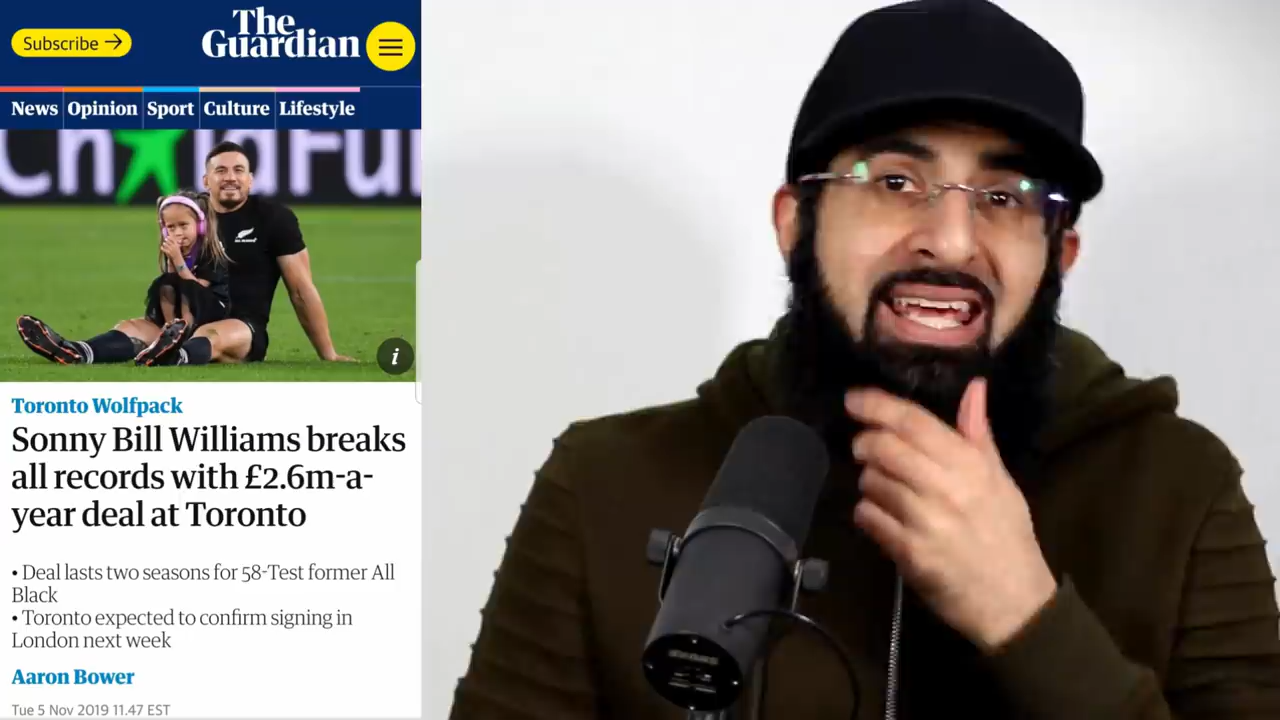 Subscribe →
The
Guardian
News Opinion Sport Culture Lifestyle
ALL BLACKS
Toronto Wolfpack
Sonny Bill Williams breaks
all records with £2.6m-a-
year deal at Toronto
• Deal lasts two seasons for 58-Test former All
Black
• Toronto expected to confirm signing in
London next week
Aaron Bower
Tue 5 Nov 2019 11.47 EST